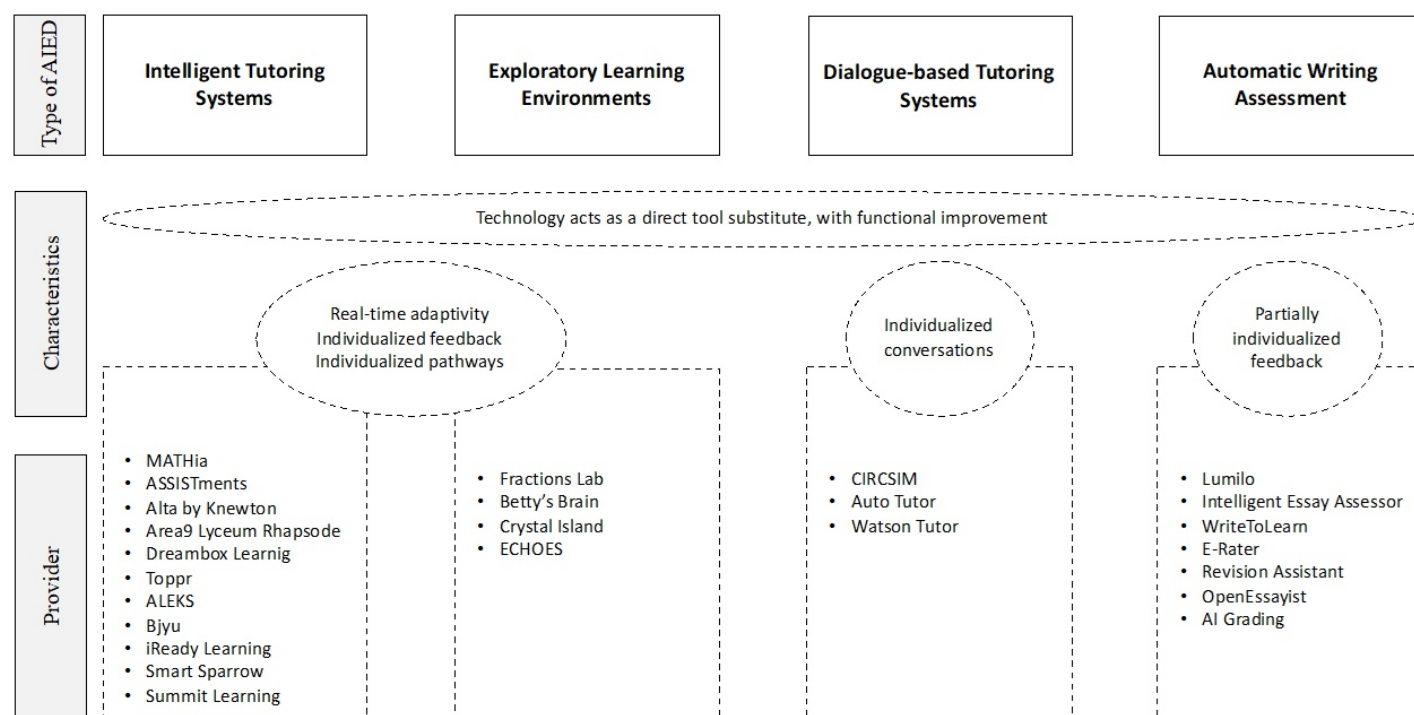 Type of AIED
Intelligent Tutoring
Systems
Exploratory Learning
Environments
Dialogue-based Tutoring
Systems
Automatic Writing
Assessment
Characteristics
Technology acts as a direct tool substitute, with functional improvement
Real-time adaptivity
Individualized feedback
Individualized pathways
Individualized
conversations
Partially
individualized
feedback
Provider
• MATHia
• ASSISTments
• Alta by Knewton
• Area9 Lyceum Rhapsode
• Dreambox Learnig
• Toppr
• ALEKS
• Bjyu
• iReady Learning
• Smart Sparrow
• Summit Learning
• Fractions Lab
• Betty’s Brain
• Crystal Island
• ECHOES
• CIRCSIM
• Auto Tutor
• Watson Tutor
• Lumilo
• Intelligent Essay Assessor
• WriteToLearn
• E-Rater
• Revision Assistant
• OpenEssayist
• AI Grading